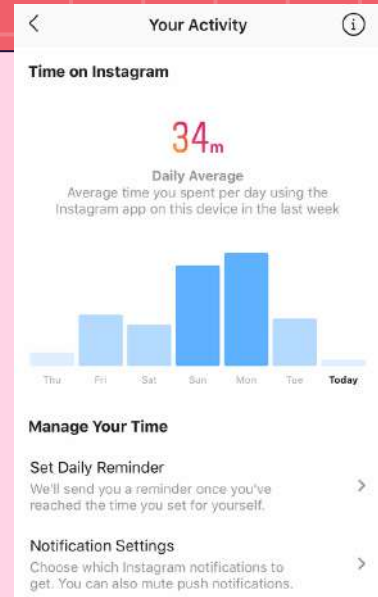 Your Activity
Time on Instagram
34m
Daily Average
Average time you spent per day using the
Instagram app on this device in the last week
Thu Fri Sat Sun Mon Tue Today
Manage Your Time
Set Daily Reminder
We'll send you a reminder once you've
reached the time you set for yourself.
Notification Settings
Choose which Instagram notifications to
get. You can also mute push notifications.